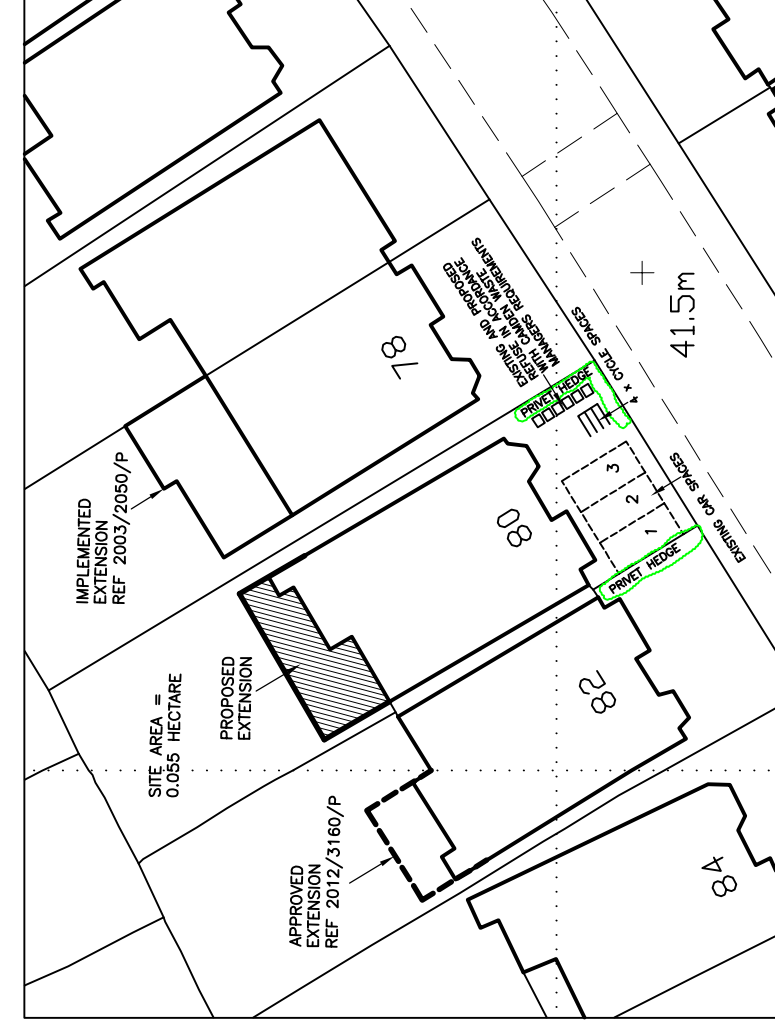 78
EXISTING AND PROPOSED
REFUSE IN ACCORDANCE
WITH CAMDEN WASTE
MANAGERS REQUIREMENTS
PRIVET HEDGE
4 x CYCLE SPACES
41.5m
IMPLEMENTED
EXTENSION
REF 2003/2050/P
80
3
2
1
PRIVET HEDGE
EXISTING CAR SPACES
PROPOSED
EXTENSION
SITE AREA =
0.055 HECTARE
82
APPROVED
EXTENSION
REF 2012/3160/P
84